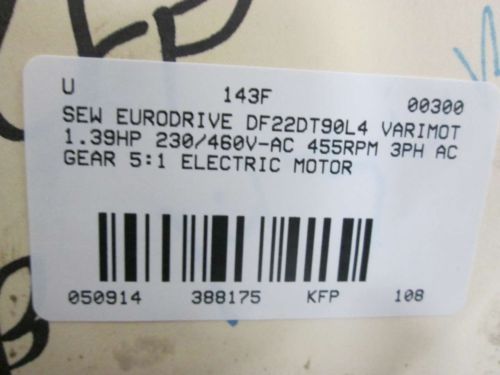 U 143F 00300
SEW EURODRIVE DF22DT90L4 VARIMOT
1.39HP 230/460V-AC 455RPM 3PH AC
GEAR 5:1 ELECTRIC MOTOR
050914 388175 KFP 108